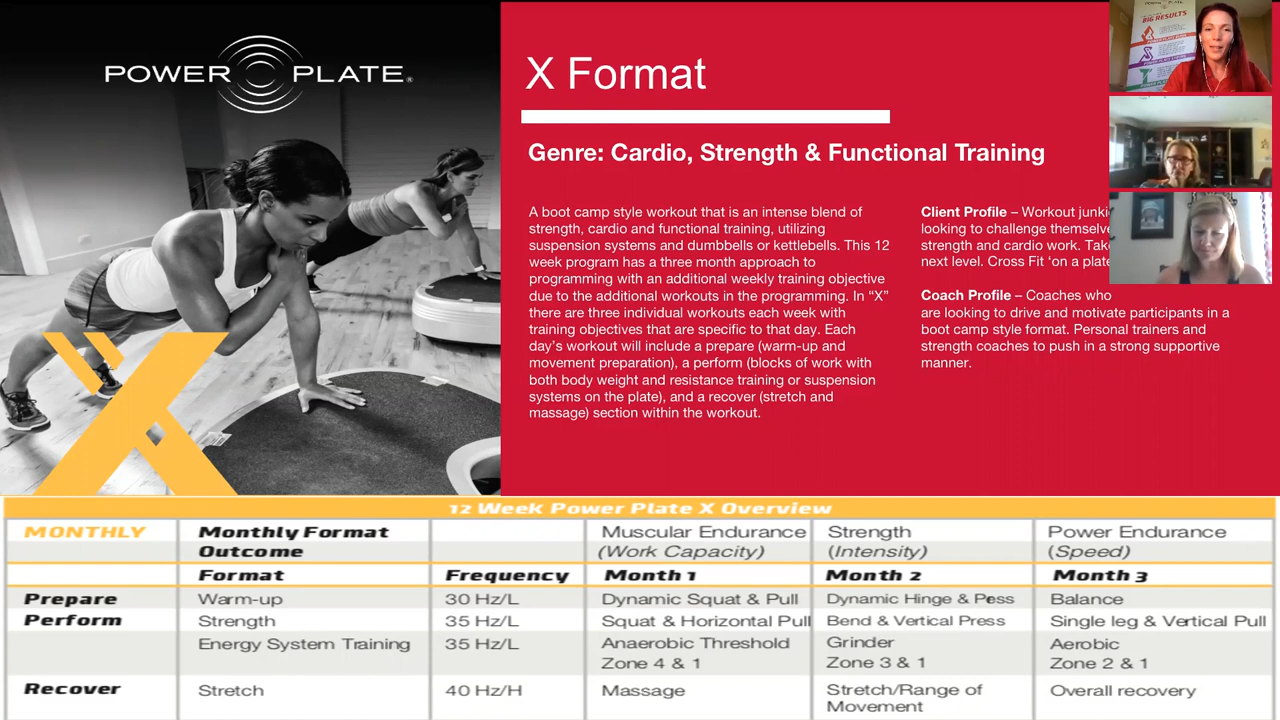 POWER PLATE®
X Format
Genre: Cardio, Strength & Functional Training
A boot camp style workout that is an intense blend of
strength, cardio and functional training, utilizing
suspension systems and dumbbells or kettlebells. This 12
week program has a three month approach to
programming with an additional weekly training objective
due to the additional workouts in the programming. In “X”
there are three individual workouts each week with
training objectives that are specific to that day. Each
day’s workout will include a prepare (warm-up and
movement preparation), a perform (blocks of work with
both body weight and resistance training or suspension
systems on the plate), and a recover (stretch and
massage) section within the workout.
Client Profile – Workout
looking to challenge
strength and cardio work.
next level. Cross Fit ‘on a plate
Coach Profile – Coaches who
are looking to drive and motivate participants in a
boot camp style format. Personal trainers and
strength coaches to push in a strong supportive
manner.
BIG RESULTS
X
12 Week Power Plate X Overview
MONTHLY Monthly Format Muscular Endurance Strength Power Endurance
Outcome (Work Capacity) (Intensity) (Speed)
Format Frequency Month 1 Month 2 Month 3
Prepare Warm-up 30 Hz/L Dynamic Squat & Pull Dynamic Hinge & Press Balance
Perform Strength 35 Hz/L Squat & Horizontal Pull Bend & Vertical Press Single leg & Vertical Pull
Energy System Training 35 Hz/L Anaerobic Threshold Grinder Aerobic
Zone 4 & 1 Zone 3 & 1 Zone 2 & 1
Recover Stretch 40 Hz/H Massage Stretch/Range of Overall recovery
Movement